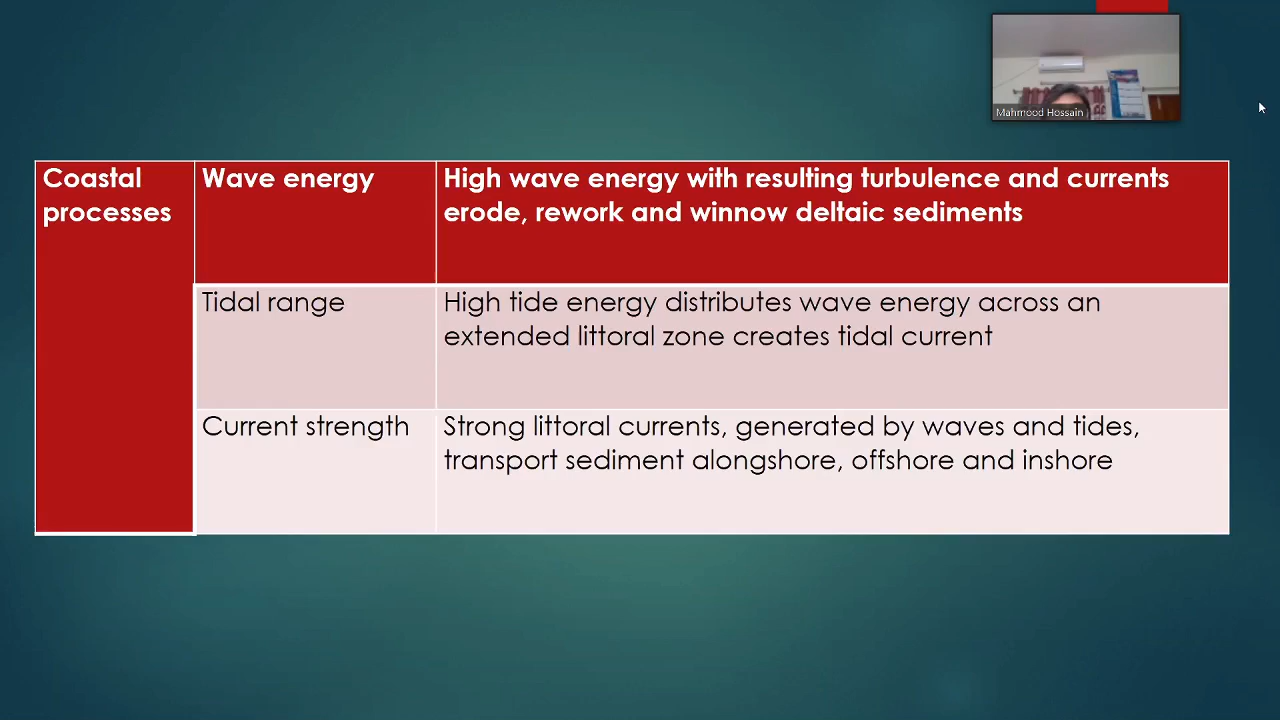 Mahmood Hossain
Coastal
processes
Wave energy
High wave energy with resulting turbulence and currents
erode, rework and winnow deltaic sediments
Tidal range
High tide energy distributes wave energy across an
extended littoral zone creates tidal current
Current strength
Strong littoral currents, generated by waves and tides,
transport sediment alongshore, offshore and inshore